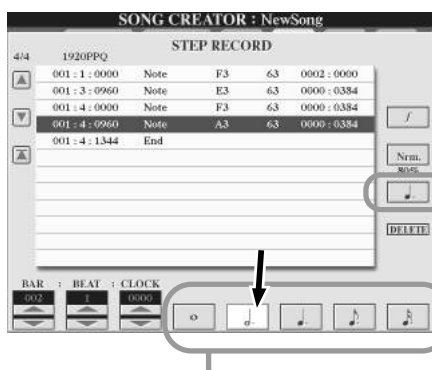 SONG CREATOR : NewSong
STEP RECORD
4/4 1920PPQ
001 : 1 : 0000 Note F3 63 0002 : 0000
001 : 3 : 0960 Note E3 63 0000 : 0384
001 : 4 : 0000 Note F3 63 0000 : 0384
001 : 4 : 0960 Note A3 63 0000 : 0384
001 : 4 : 1344 End
f
Nrm.
80%
DELETE
BAR : BEAT : CLOCK
002 1 0000